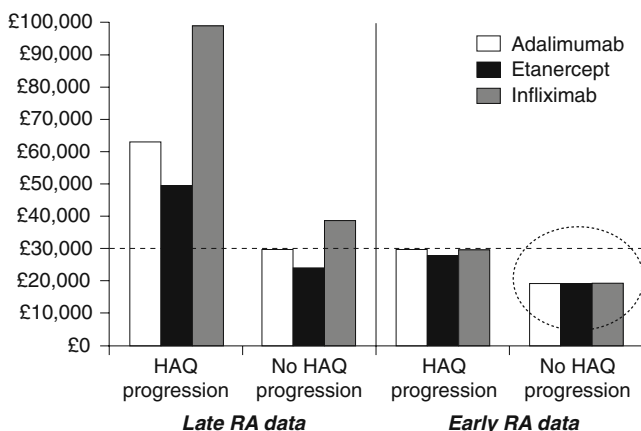 £100,000
£90,000
£80,000
£70,000
£60,000
£50,000
£40,000
£30,000
£20,000
£10,000
£0
Adalimumab
Etanercept
Infliximab
HAQ
progression
No HAQ
progression
HAQ
progression
No HAQ
progression
Late RA data
Early RA data